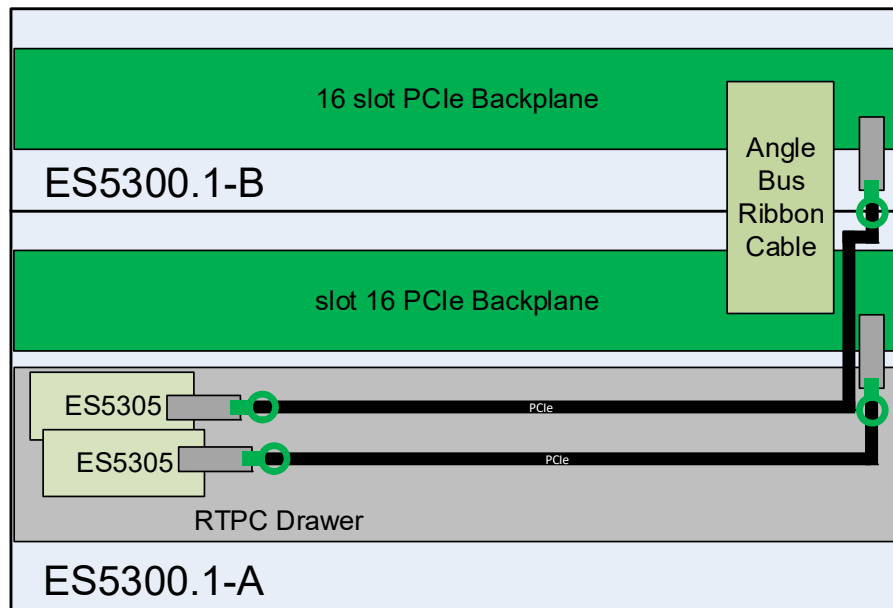 16 slot PCIe Backplane
Angle
Bus
Ribbon
Cable
ES5300.1-B
slot 16 PCIe Backplane
ES5305
PCIe
ES5305
PCIe
RTPC Drawer
ES5300.1-A